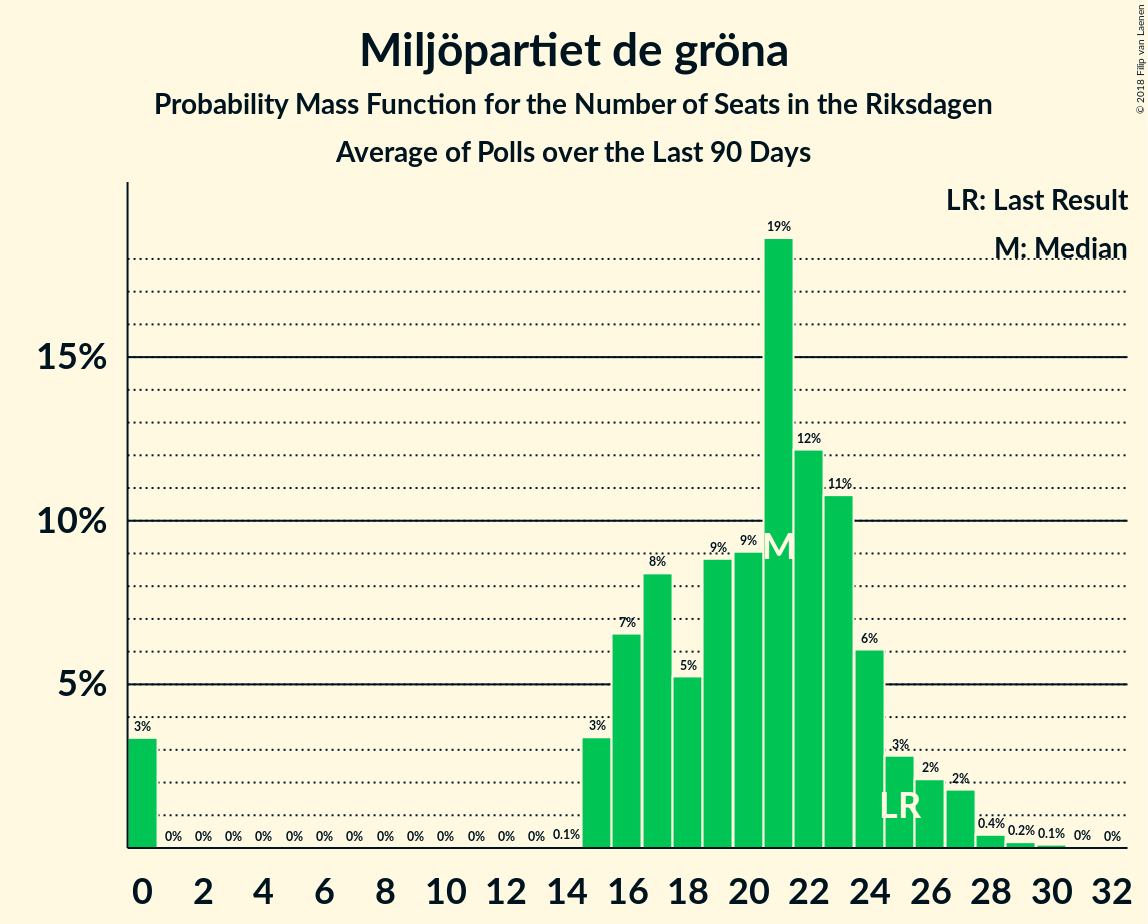 Miljöpartiet de gröna
Probability Mass Function for the Number of Seats in the Riksdagen
Average of Polls over the Last 90 Days
© 2018 Filip van Laenen
LR: Last Result
M: Median
15%
10%
5%
3% 0% 0% 0% 0% 0% 0% 0% 0% 0% 0% 0% 0% 0% 0.1% 3% 7% 8% 5% 9% 9% 19% 12% 11% 6% 3% 2% 2% 0.4% 0.2% 0.1% 0% 0%
M
LR
0 2 4 6 8 10 12 14 16 18 20 22 24 26 28 30 32